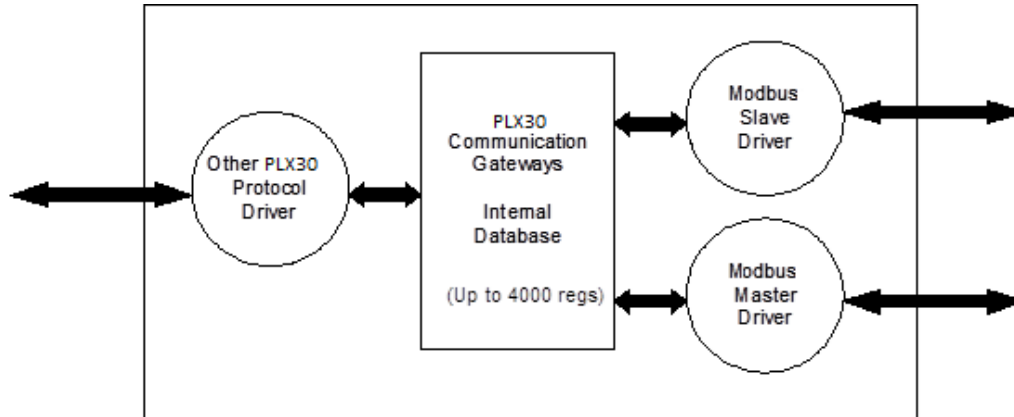 Other PLX30
Protocol
Driver
PLX30
Communication
Gateways
Internal
Database
(Up to 4000 regs)
Modbus
Slave
Driver
Modbus
Master
Driver